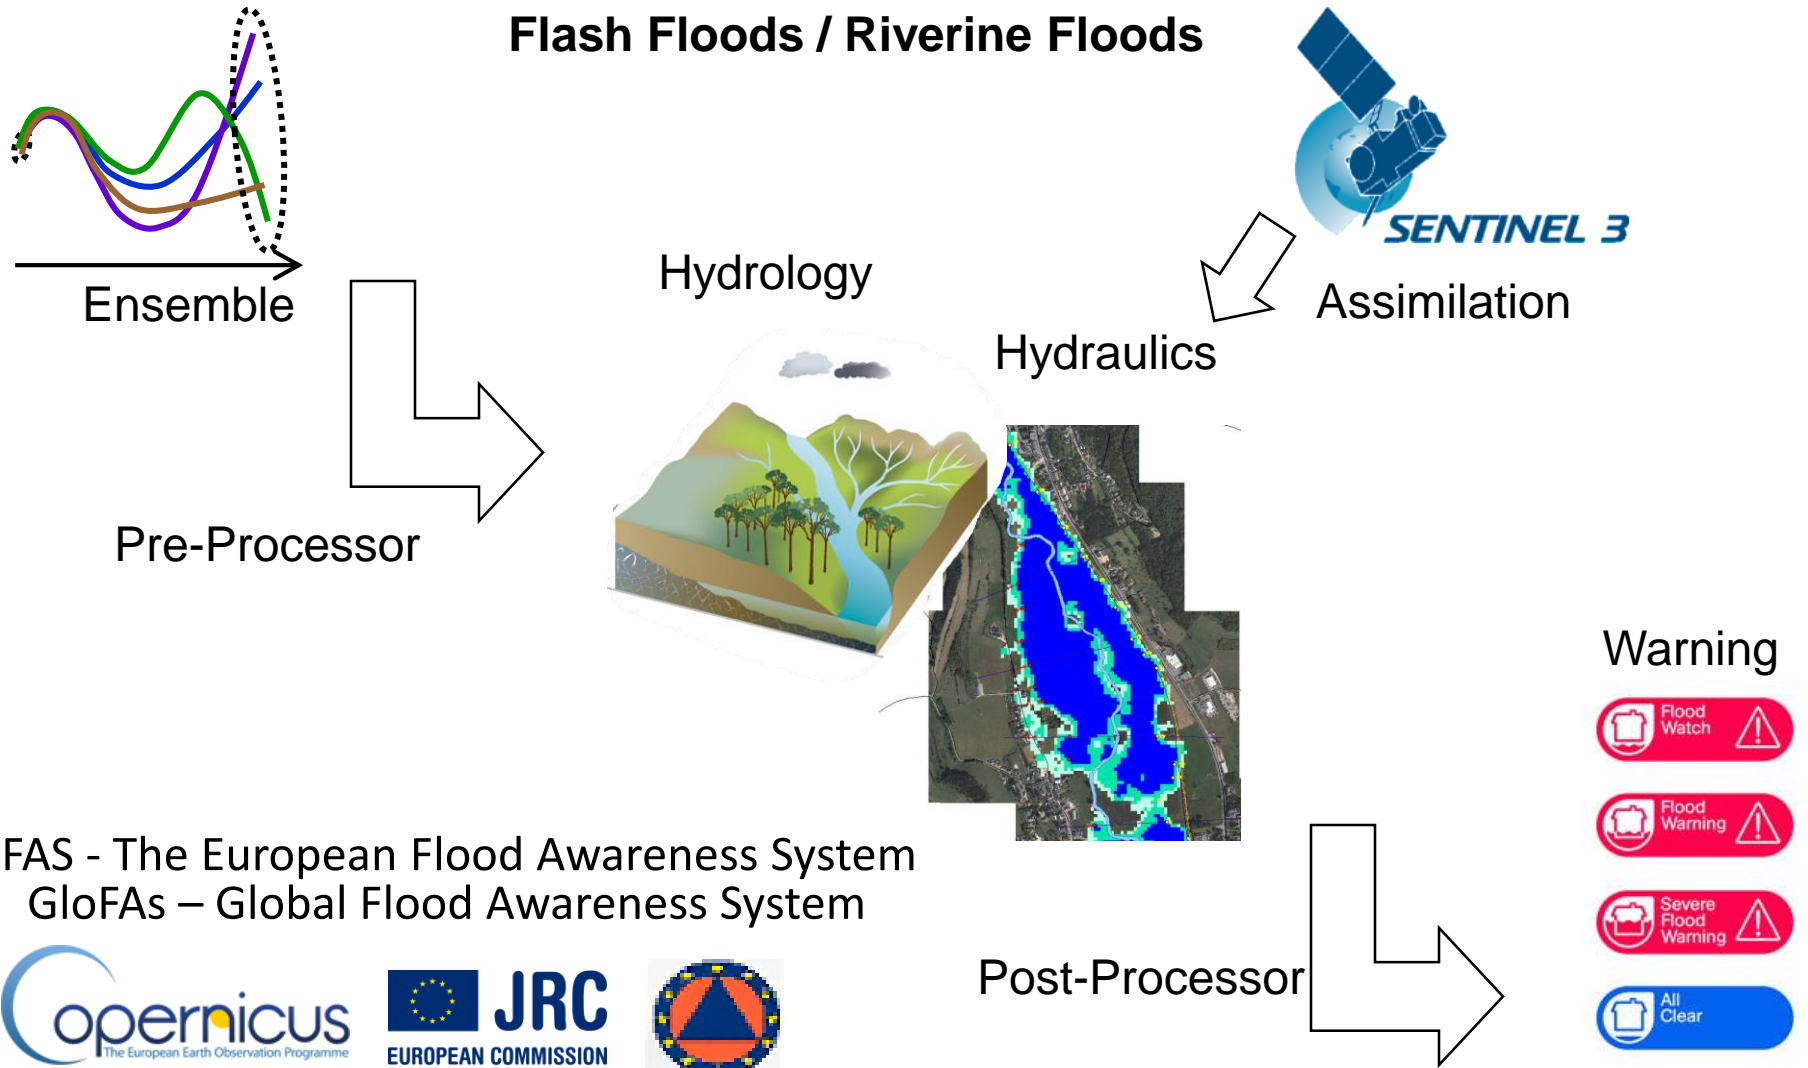 Flash Floods / Riverine Floods
SENTINEL 3
Ensemble
Hydrology
Assimilation
Hydraulics
Pre-Processor
Warning
Flood
Watch
Flood
Warning
Severe
Flood
Warning
All
Clear
FAS - The European Flood Awareness System
GloFAs – Global Flood Awareness System
Post-Processor
opernicus
The European Earth Observation Programme
JRC
EUROPEAN COMMISSION